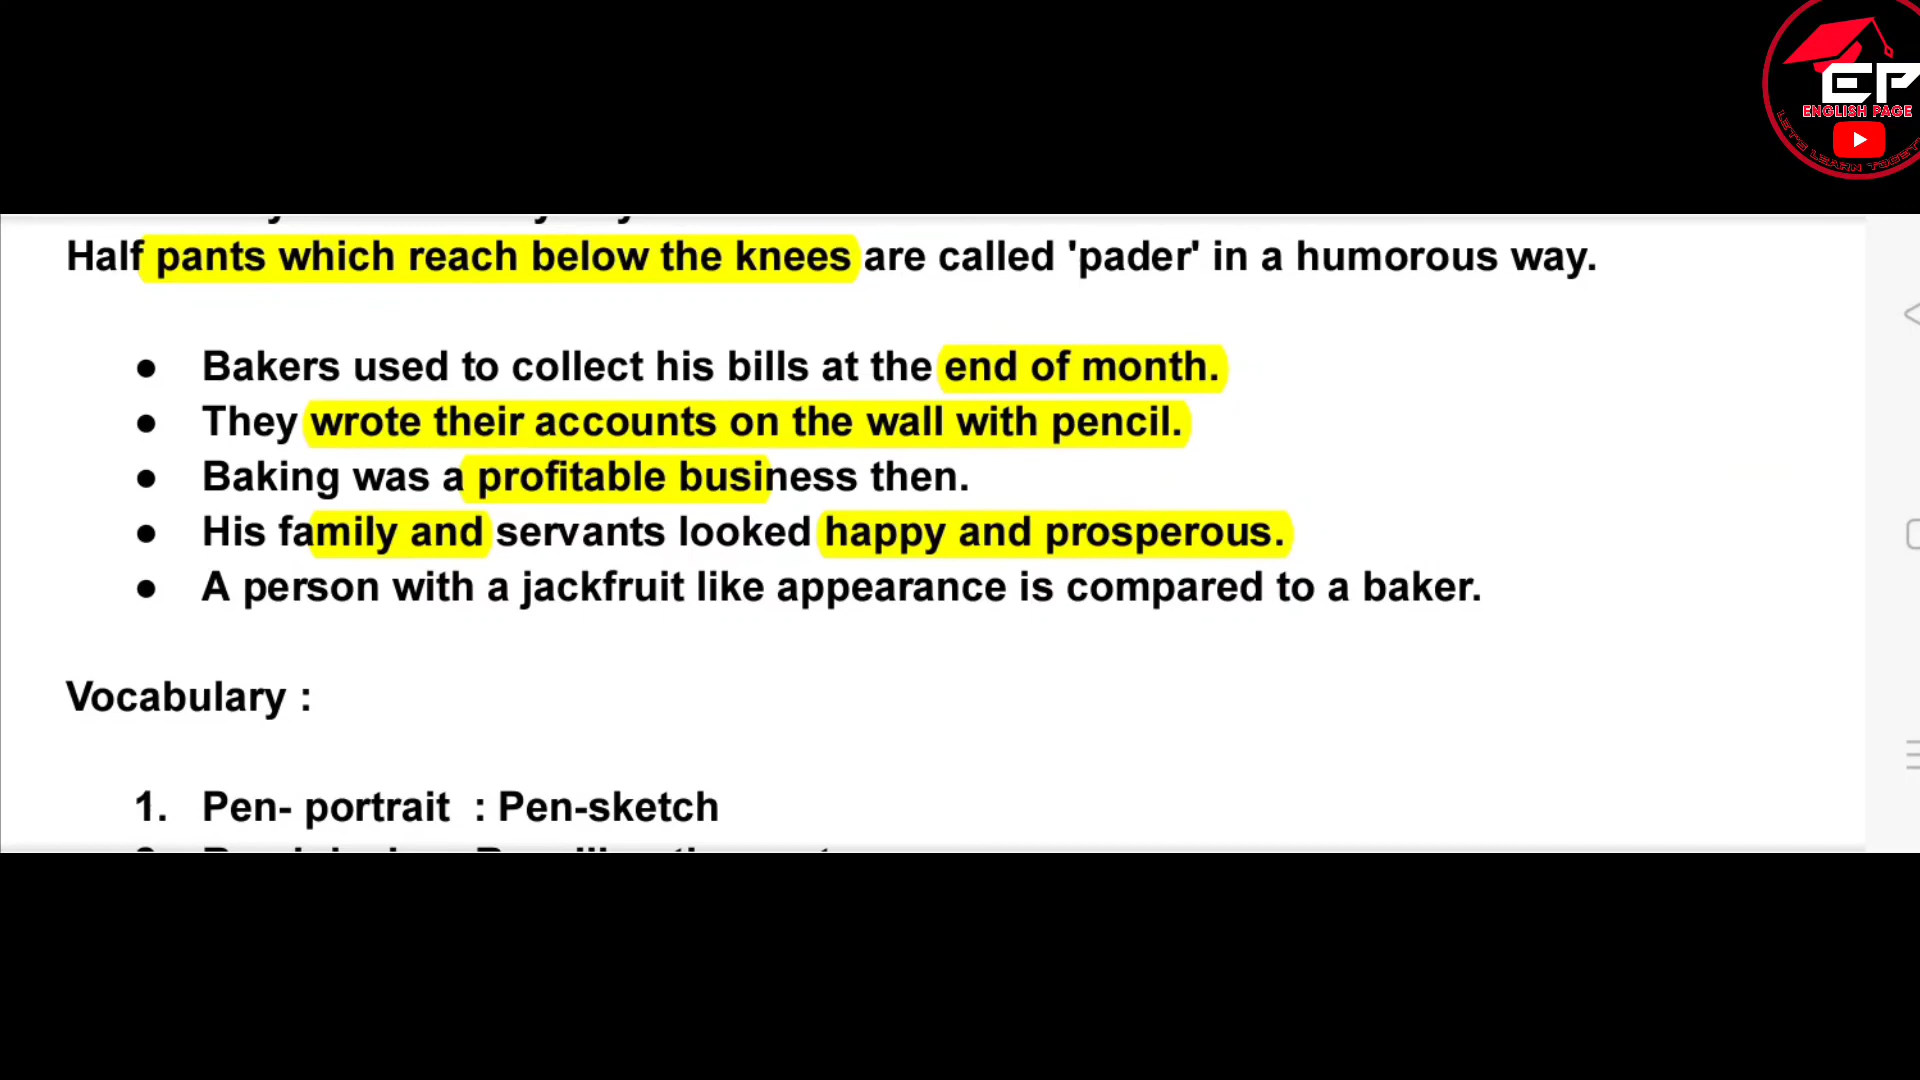 EP
ENGLISH PAGE
Half pants which reach below the knees are called 'pader' in a humorous way.
● Bakers used to collect his bills at the end of month.
● They wrote their accounts on the wall with pencil.
● Baking was a profitable business then.
● His family and servants looked happy and prosperous.
● A person with a jackfruit like appearance is compared to a baker.
Vocabulary :
1. Pen- portrait : Pen-sketch